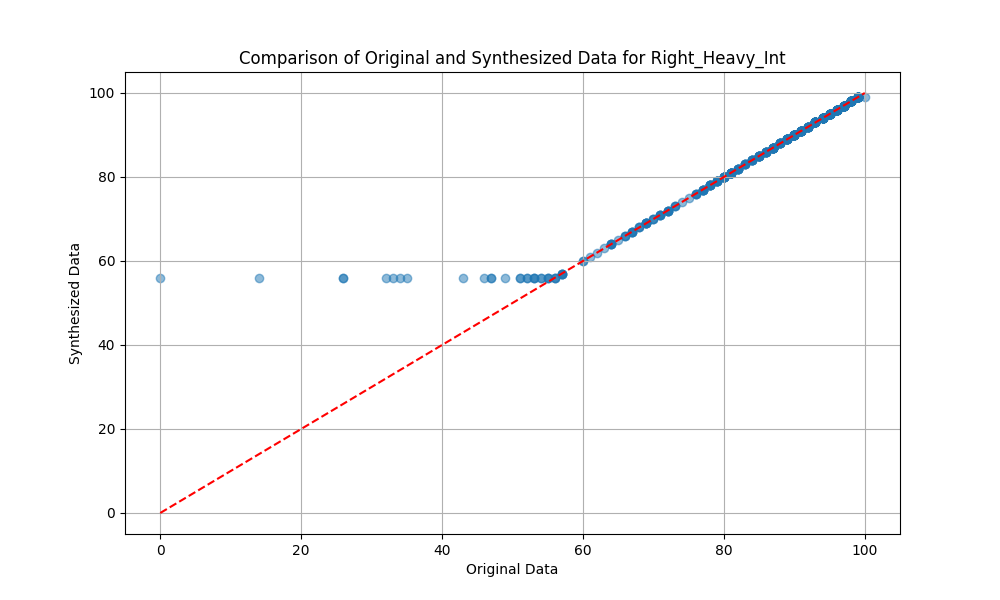 Comparison of Original and Synthesized Data for Right_Heavy_Int
100
80
60
40
20
0
Synthesized Data
0 20 40 60 80 100
Original Data